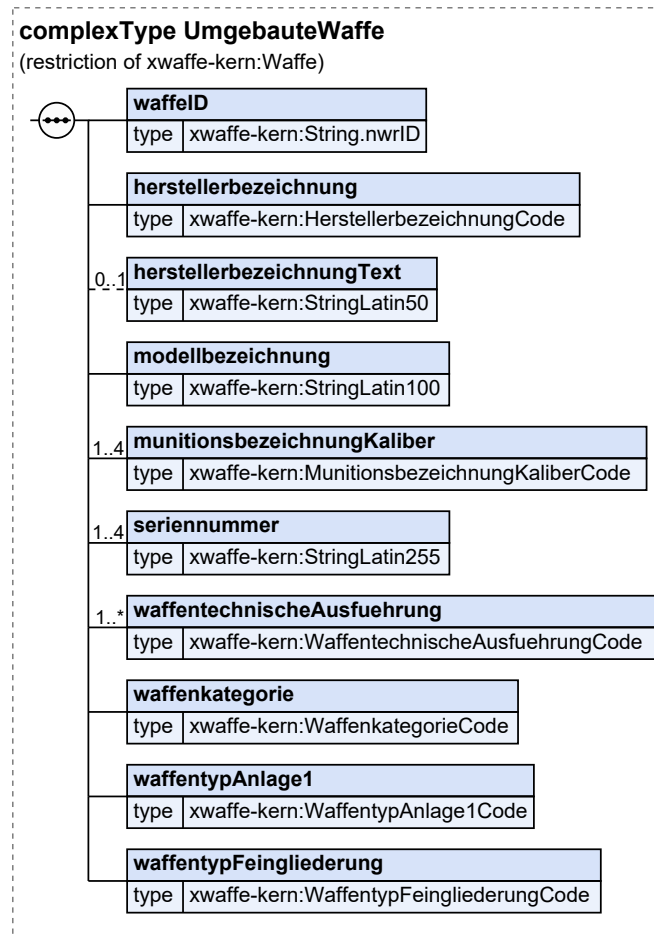 complexType UmgebauteWaffe
(restriction of xwaffe-kern:Waffe)
waffeID
type xwaffe-kern:String.nwrID
herstellerbezeichnung
type xwaffe-kern:HerstellerbezeichnungCode
0..1 herstellerbezeichnungText
type xwaffe-kern:StringLatin50
modellbezeichnung
type xwaffe-kern:StringLatin100
1..4 munitionsbezeichnungKaliber
type xwaffe-kern:MunitionsbezeichnungKaliberCode
1..4 seriennummer
type xwaffe-kern:StringLatin255
1..* waffentechnischeAusfuehrung
type xwaffe-kern:WaffentechnischeAusfuehrungCode
waffenkategorie
type xwaffe-kern:WaffenkategorieCode
waffentypAnlage1
type xwaffe-kern:WaffentypAnlage1Code
waffentypFeingliederung
type xwaffe-kern:WaffentypFeingliederungCode